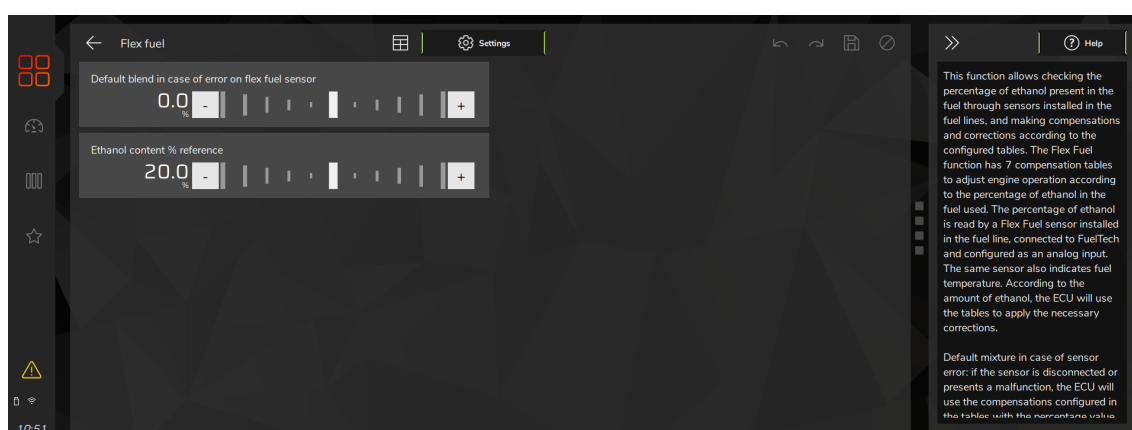 Flex fuel
Settings
Default blend in case of error on flex fuel sensor
0.0
%
-
+
Ethanol content % reference
20.0
%
-
+
10:51
Help
This function allows checking the
percentage of ethanol present in the
fuel through sensors installed in the
fuel lines, and making compensations
and corrections according to the
configured tables. The Flex Fuel
function has 7 compensation tables
to adjust engine operation according
to the percentage of ethanol in the
fuel used. The percentage of ethanol
is read by a Flex Fuel sensor installed
in the fuel line, connected to FuelTech
and configured as an analog input.
The same sensor also indicates fuel
temperature. According to the
amount of ethanol, the ECU will use
the tables to apply the necessary
corrections.
Default mixture in case of sensor
error: if the sensor is disconnected or
presents a malfunction, the ECU will
use the compensations configured in
the tables with the percentage value